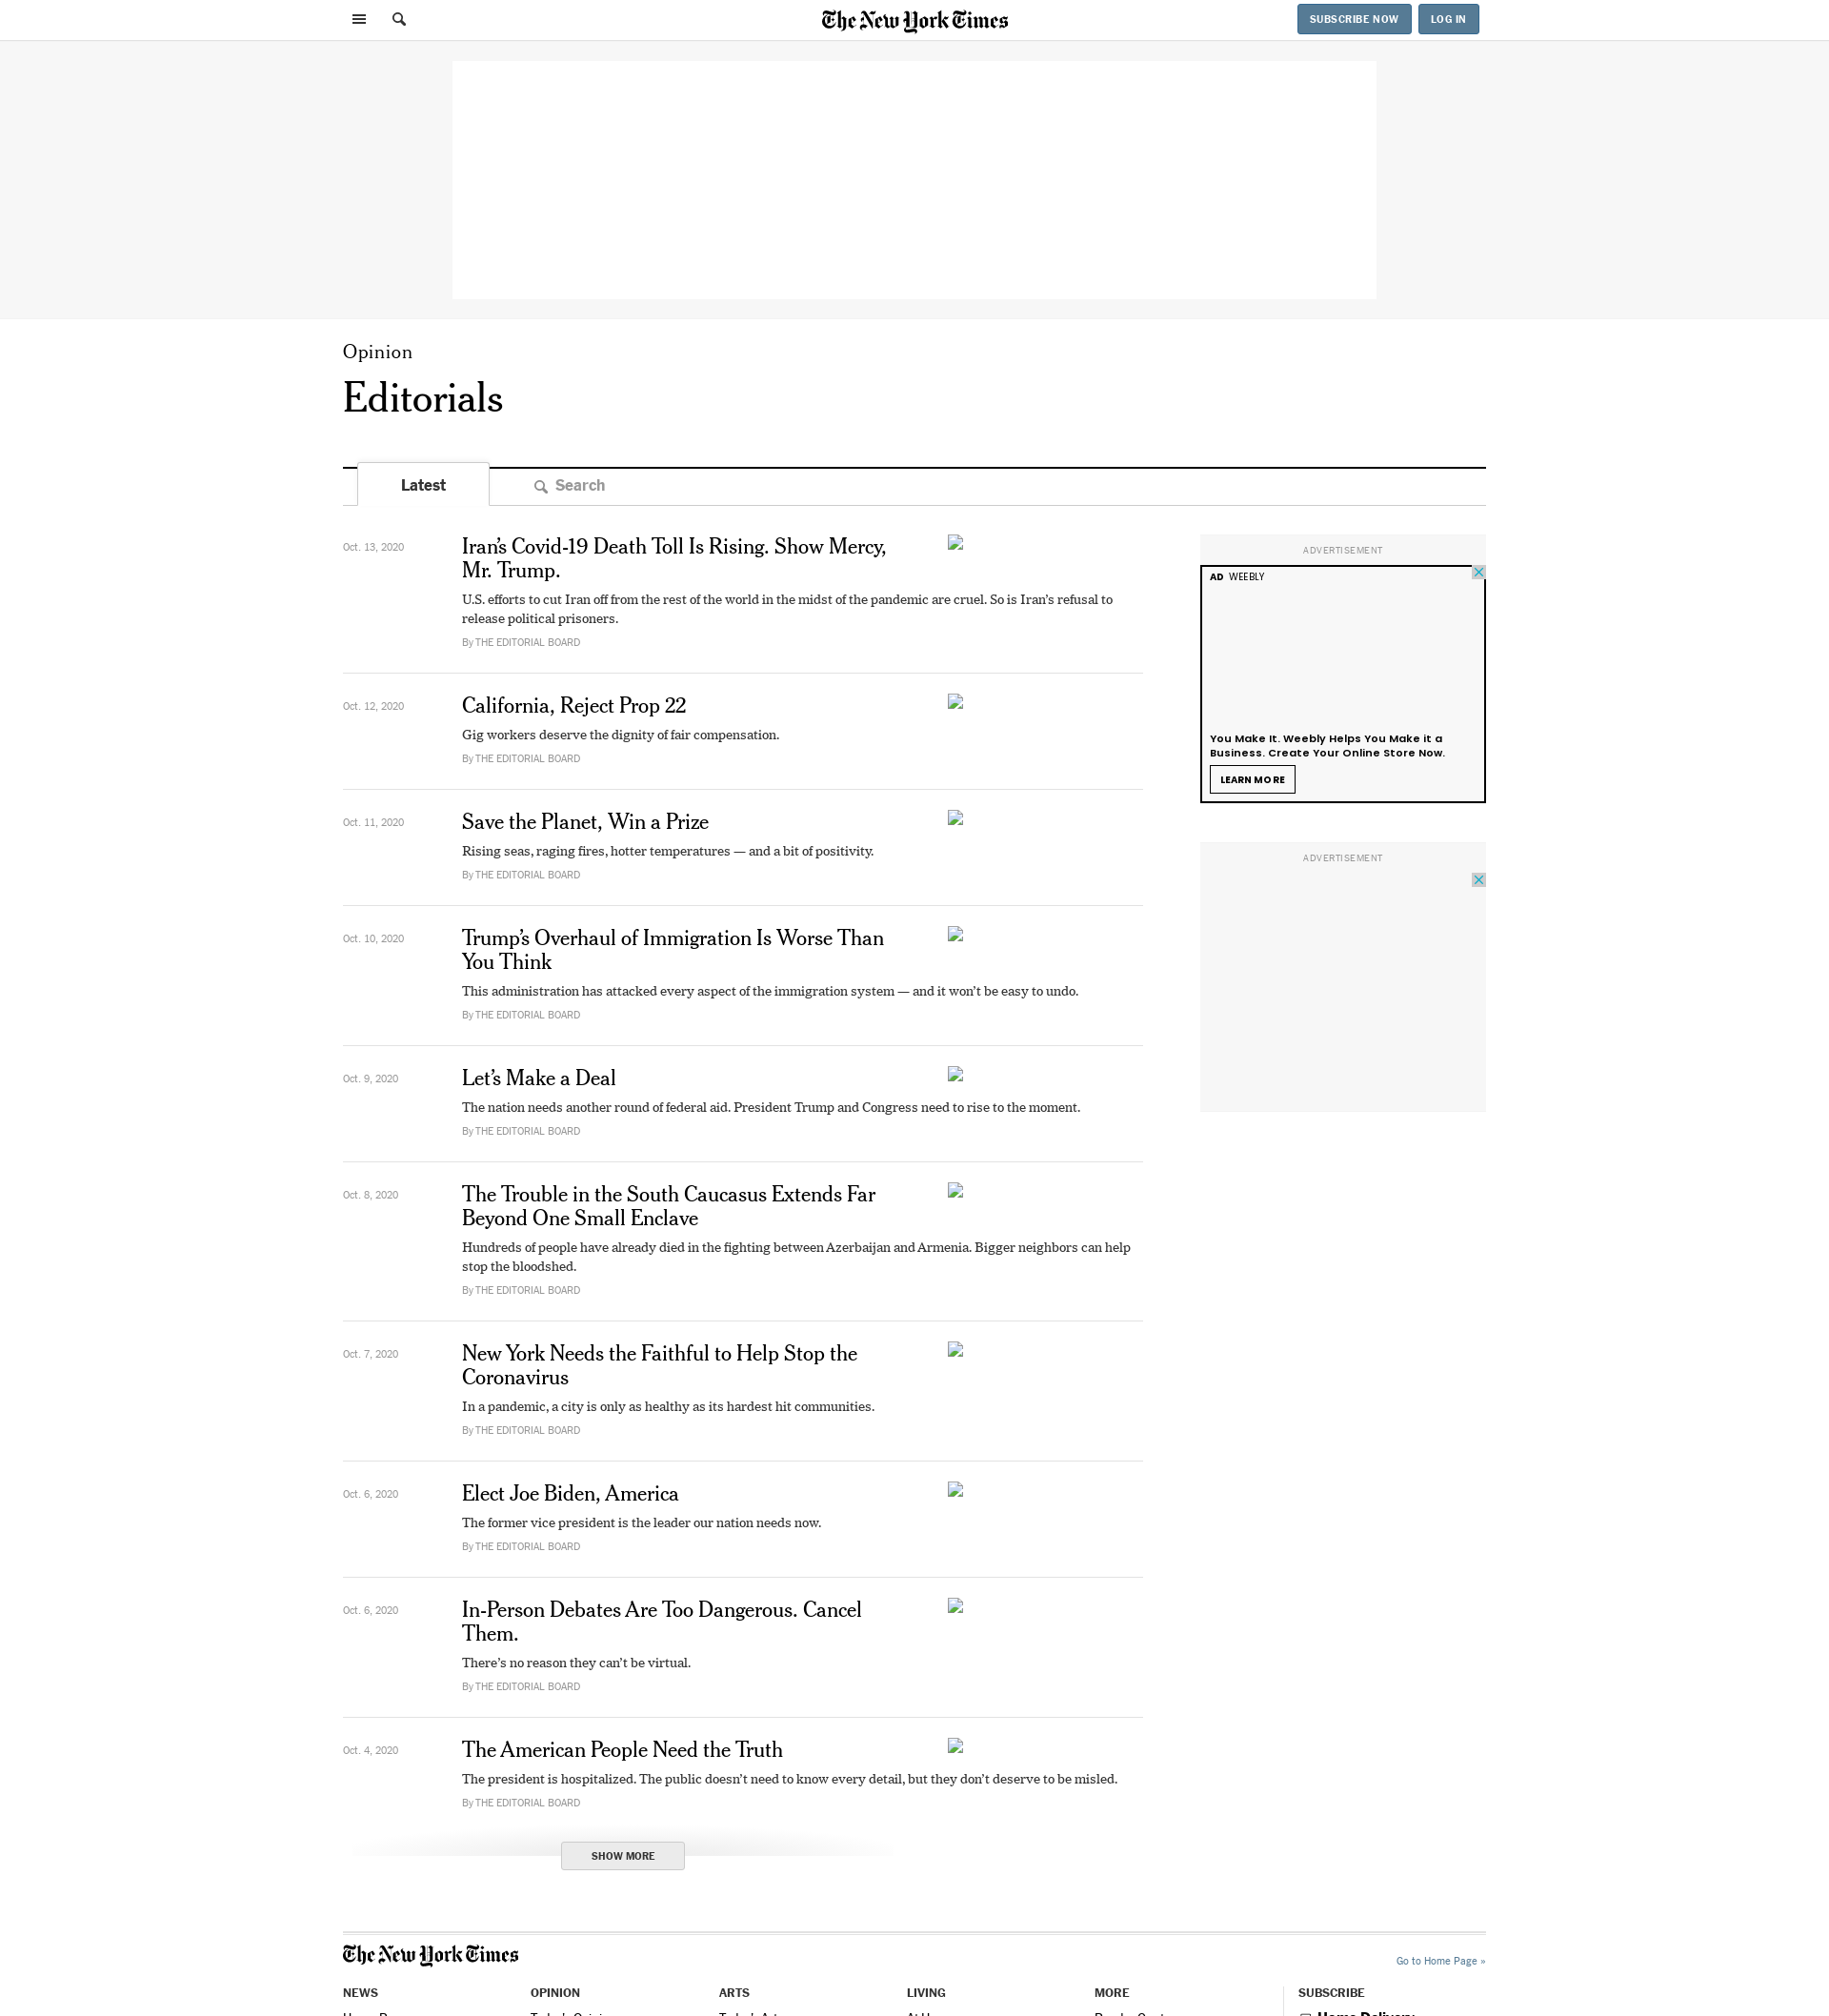 The New York Times
SUBSCRIBE NOW
LOG IN
Opinion
Editorials
Latest
Search
Oct. 13, 2020
Iran’s Covid-19 Death Toll Is Rising. Show Mercy,
Mr. Trump.
U.S. efforts to cut Iran off from the rest of the world in the midst of the pandemic are cruel. So is Iran’s refusal to
release political prisoners.
By THE EDITORIAL BOARD
Oct. 12, 2020
California, Reject Prop 22
Gig workers deserve the dignity of fair compensation.
By THE EDITORIAL BOARD
Oct. 11, 2020
Save the Planet, Win a Prize
Rising seas, raging fires, hotter temperatures — and a bit of positivity.
By THE EDITORIAL BOARD
Oct. 10, 2020
Trump’s Overhaul of Immigration Is Worse Than
You Think
This administration has attacked every aspect of the immigration system — and it won’t be easy to undo.
By THE EDITORIAL BOARD
Oct. 9, 2020
Let’s Make a Deal
The nation needs another round of federal aid. President Trump and Congress need to rise to the moment.
By THE EDITORIAL BOARD
Oct. 8, 2020
The Trouble in the South Caucasus Extends Far
Beyond One Small Enclave
Hundreds of people have already died in the fighting between Azerbaijan and Armenia. Bigger neighbors can help
stop the bloodshed.
By THE EDITORIAL BOARD
Oct. 7, 2020
New York Needs the Faithful to Help Stop the
Coronavirus
In a pandemic, a city is only as healthy as its hardest hit communities.
By THE EDITORIAL BOARD
Oct. 6, 2020
Elect Joe Biden, America
The former vice president is the leader our nation needs now.
By THE EDITORIAL BOARD
Oct. 6, 2020
In-Person Debates Are Too Dangerous. Cancel
Them.
There’s no reason they can’t be virtual.
By THE EDITORIAL BOARD
Oct. 4, 2020
The American People Need the Truth
The president is hospitalized. The public doesn’t need to know every detail, but they don’t deserve to be misled.
By THE EDITORIAL BOARD
SHOW MORE
ADVERTISEMENT
AD WEEBLY
You Make It. Weebly Helps You Make it a
Business. Create Your Online Store Now.
LEARN MORE
ADVERTISEMENT
The New York Times
Go to Home Page »
NEWS
OPINION
ARTS
LIVING
MORE
SUBSCRIBE
Home Delivery